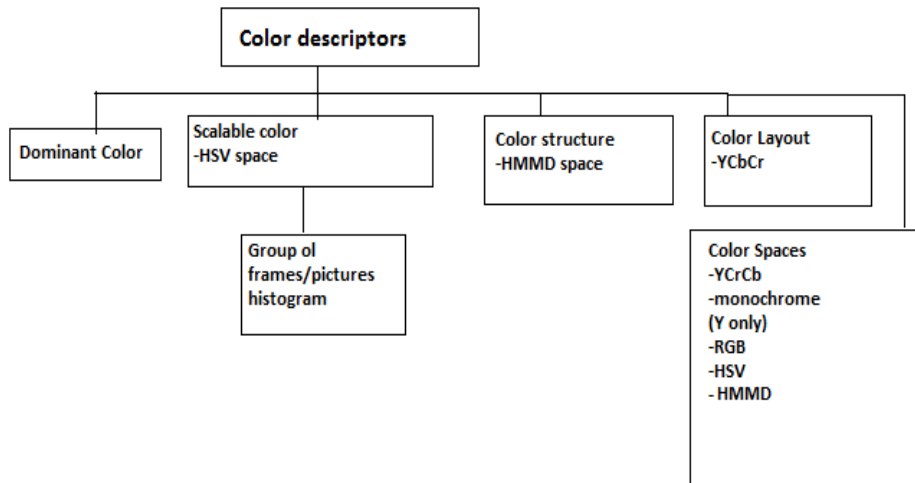 Color descriptors
Dominant Color
Scalable color
-HSV space
Color structure
-HMMD space
Color Layout
-YCbCr
Group of
frames/pictures
histogram
Color Spaces
-YCrCb
-monochrome
(Y only)
-RGB
-HSV
- HMMD